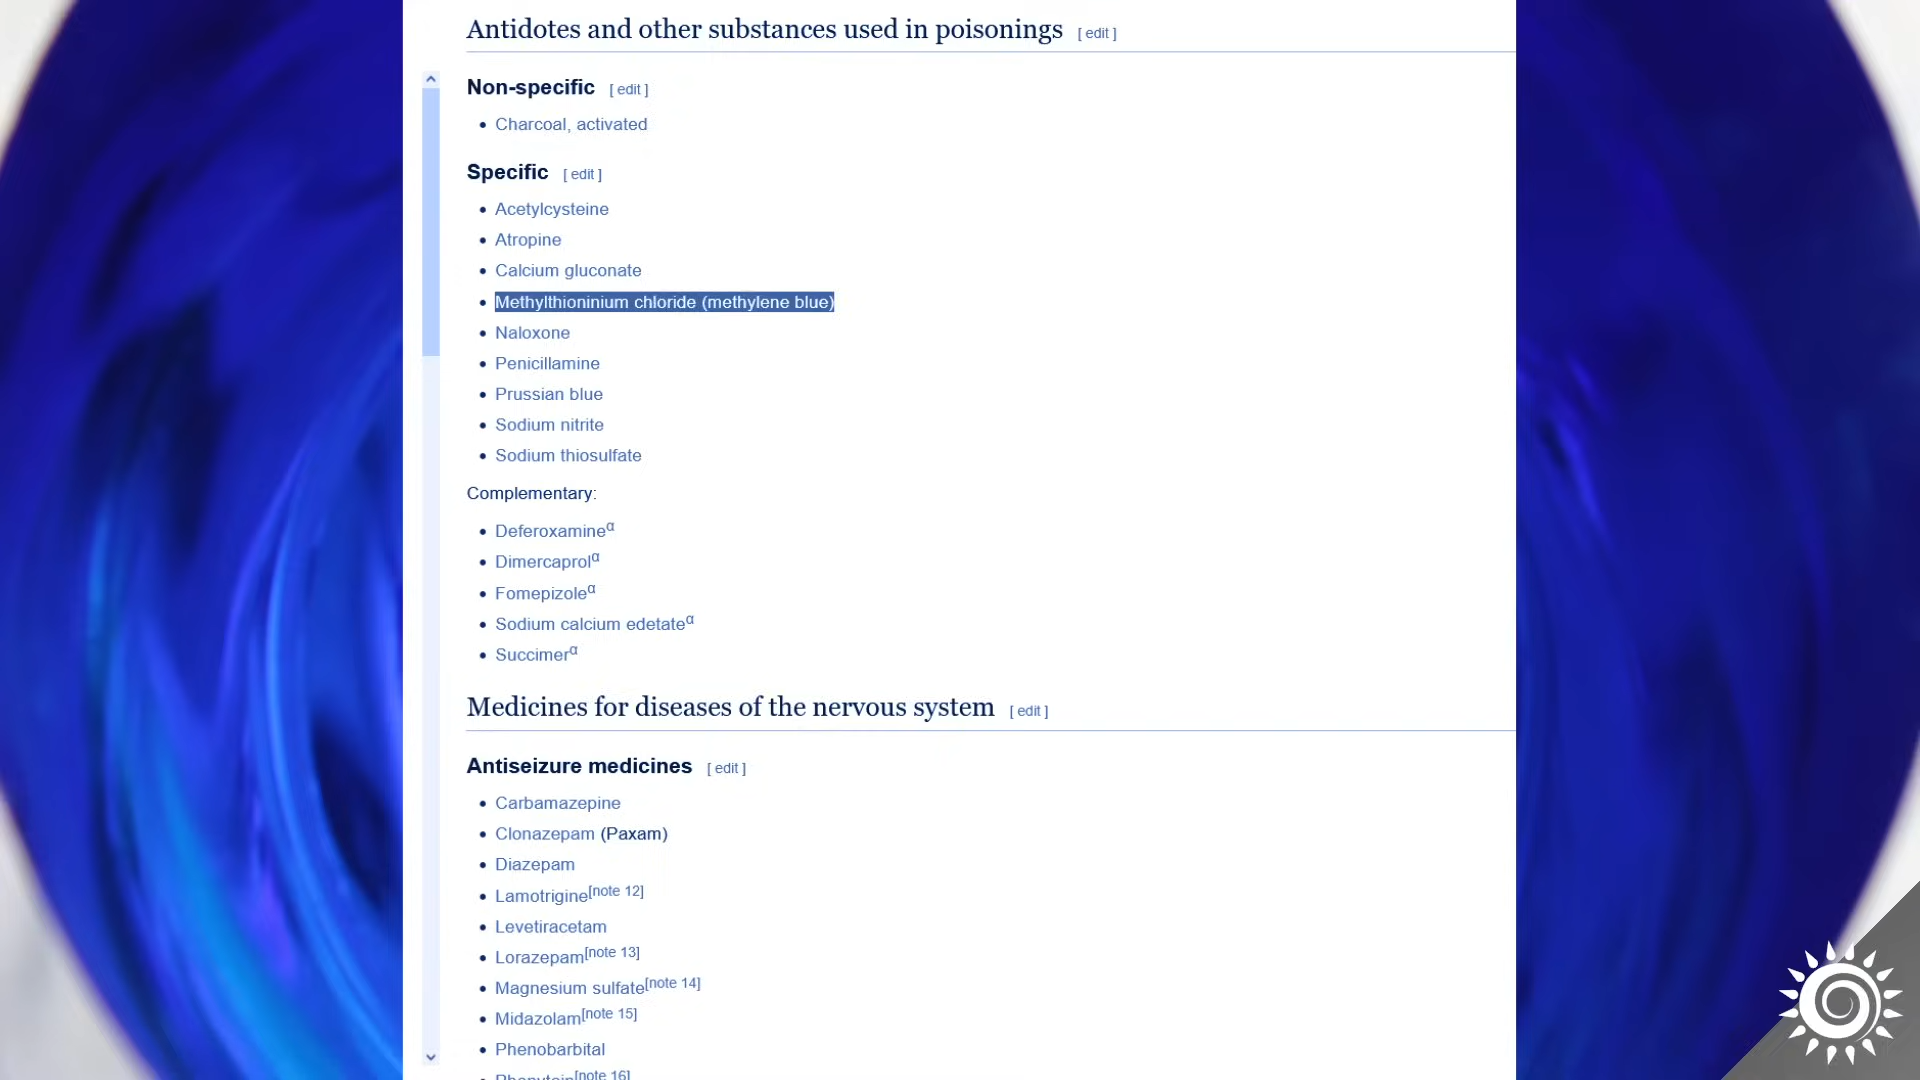 Antidotes and other substances used in poisonings [ edit ]
Non-specific [ edit ]
• Charcoal, activated
Specific [ edit ]
• Acetylcysteine
• Atropine
• Calcium gluconate
• Methylthioninium chloride (methylene blue)
• Naloxone
• Penicillamine
• Prussian blue
• Sodium nitrite
• Sodium thiosulfate
Complementary:
• Deferoxamineα
• Dimercaprolα
• Fomepizoleα
• Sodium calcium edetateα
• Succimerα
Medicines for diseases of the nervous system [ edit ]
Antiseizure medicines [ edit ]
• Carbamazepine
• Clonazepam (Paxam)
• Diazepam
• Lamotrigine[note 12]
• Levetiracetam
• Lorazepam[note 13]
• Magnesium sulfate[note 14]
• Midazolam[note 15]
• Phenobarbital
• Phenytoin[note 16]